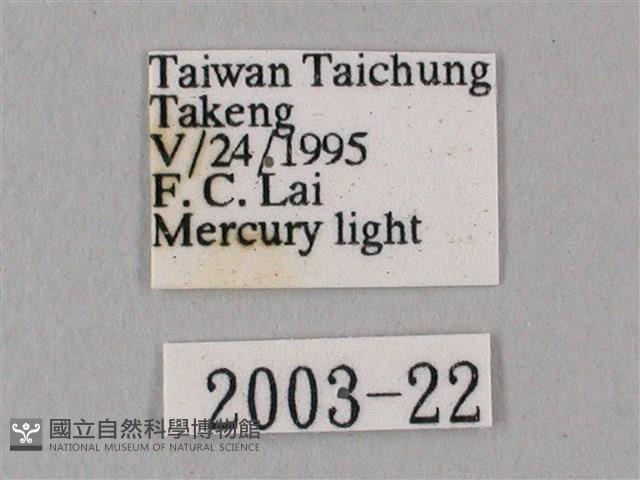 Taiwan Taichung
Takeng
V/24/1995
F. C. Lai
Mercury light
2003-22
國立自然科學博物館
NATIONAL MUSEUM OF NATURAL SCIENCE